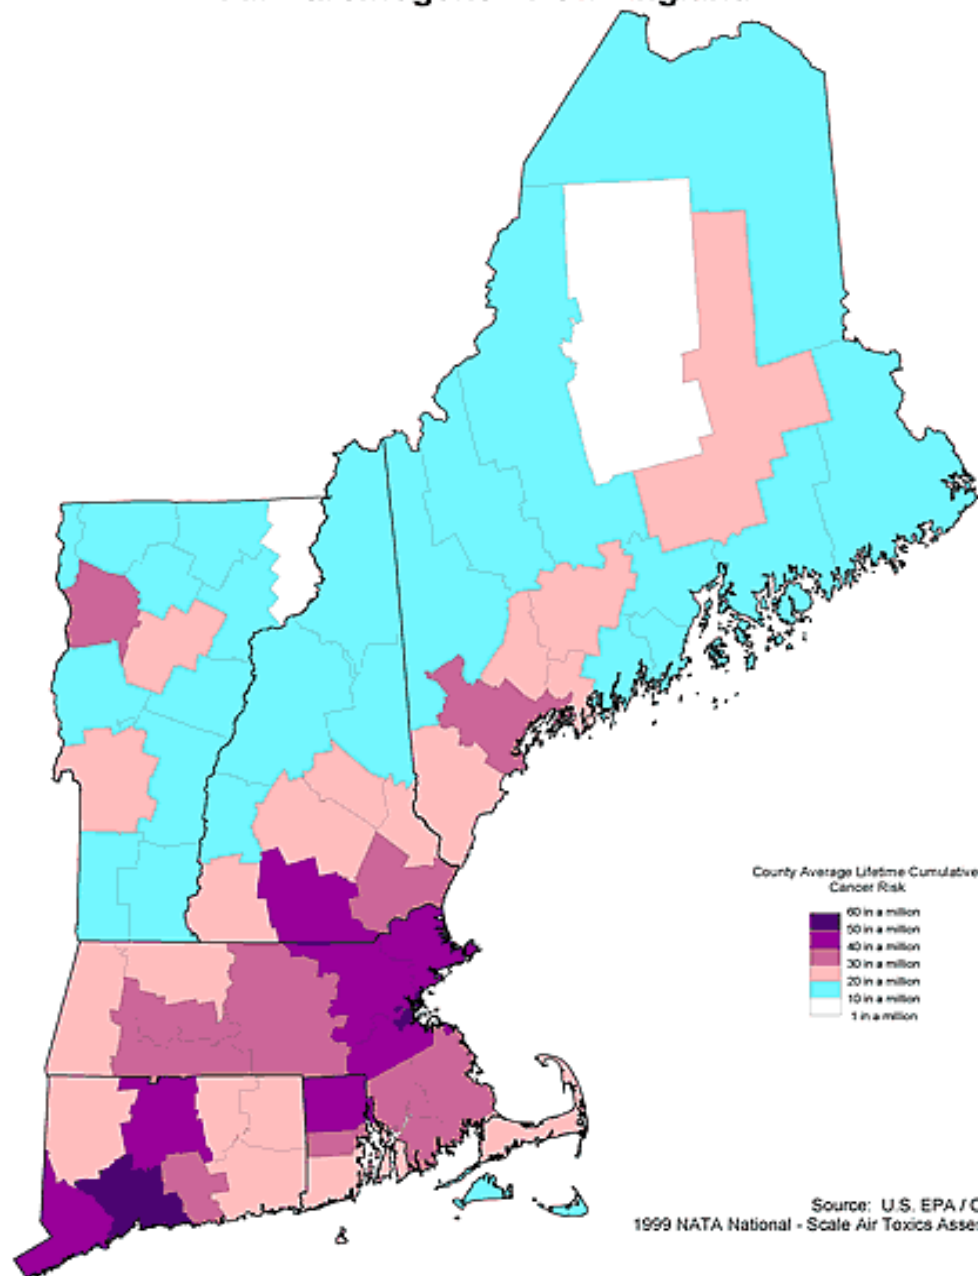 County Average Lifetime Cumulative
Cancer Risk
60 in a million
50 in a million
40 in a million
30 in a million
20 in a million
10 in a million
1 in a million
Source: U.S. EPA / O
1999 NATA National - Scale Air Toxics Asses